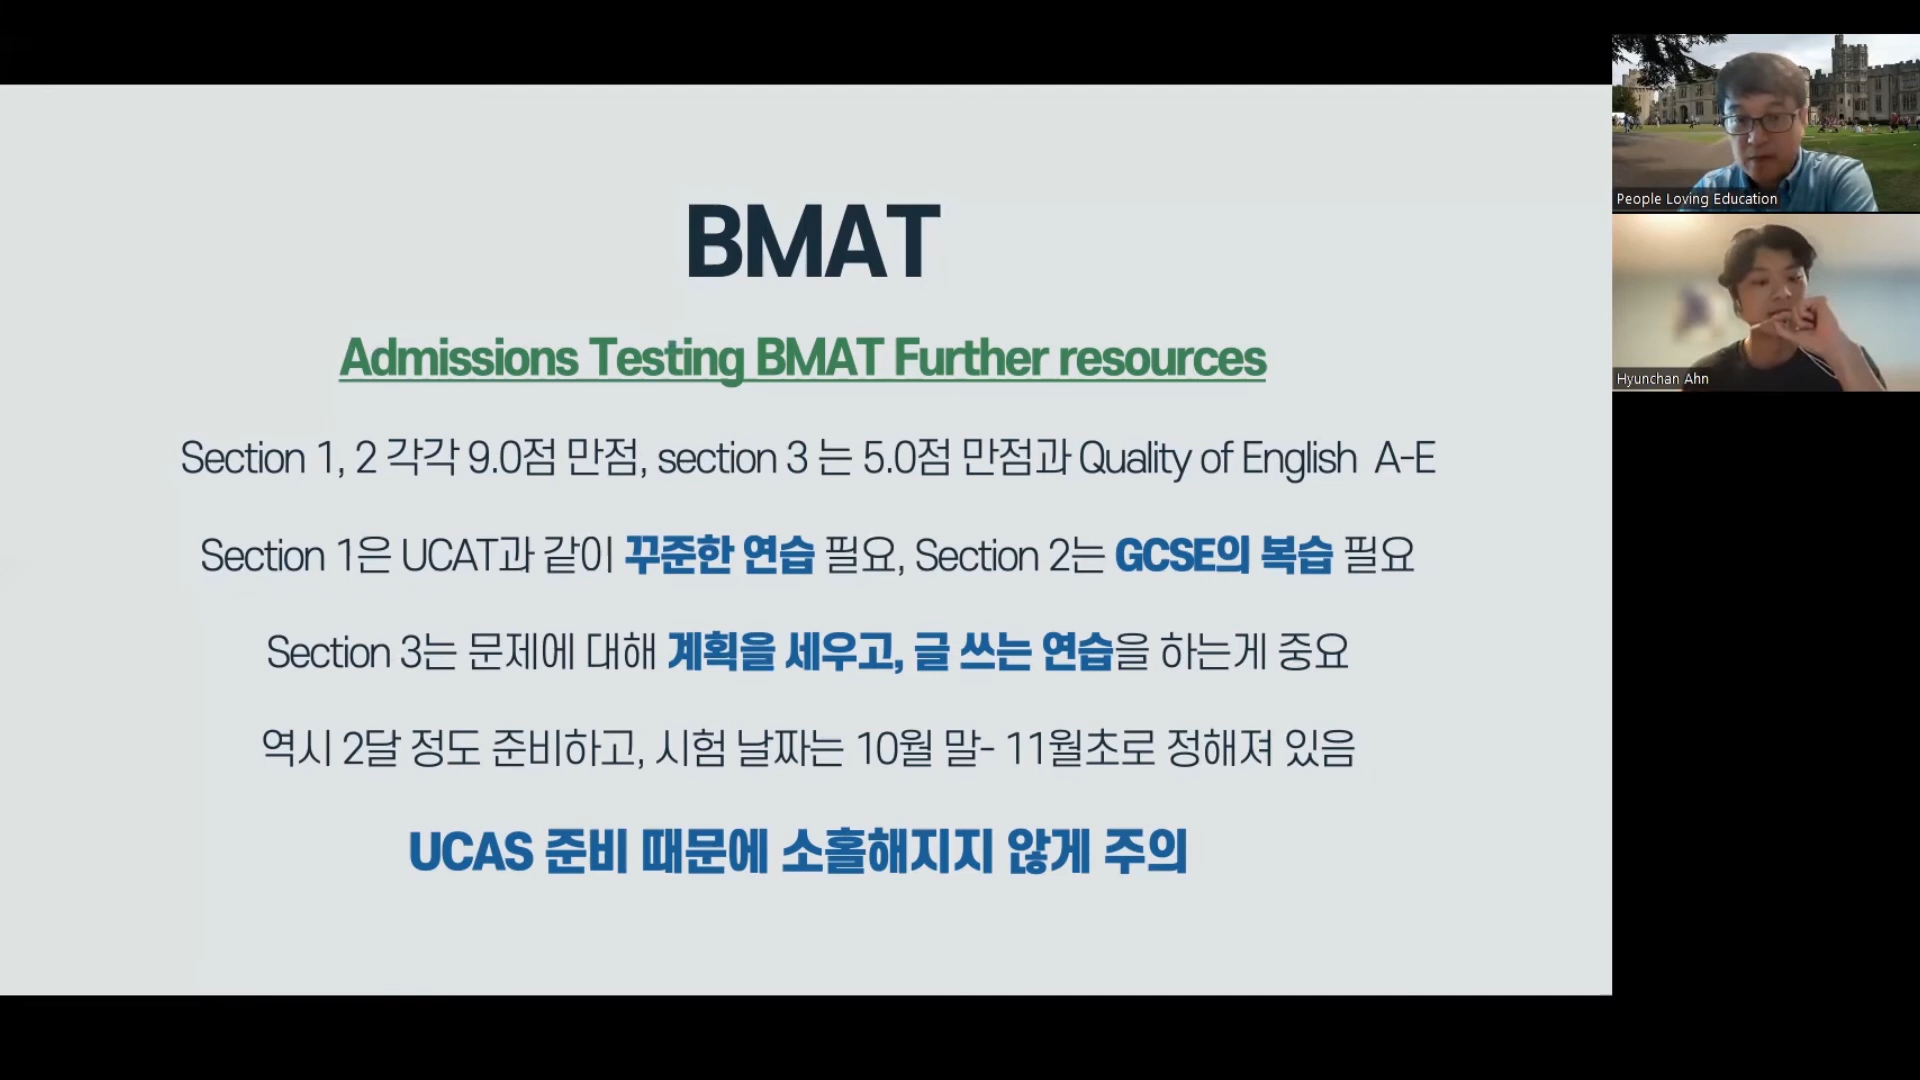 BMAT
Admissions Testing BMAT Further resources
Section 1, 2 각각 9.0점 만점, section 3 는 5.0점 만점과 Quality of English A-E
Section 1은 UCAT과 같이 꾸준한 연습 필요, Section 2는 GCSE의 복습 필요
Section 3는 문제에 대해 계획을 세우고, 글 쓰는 연습을 하는게 중요
역시 2달 정도 준비하고, 시험 날짜는 10월 말- 11월초로 정해져 있음
UCAS 준비 때문에 소홀해지지 않게 주의
People Loving Education
Hyunchan Ahn